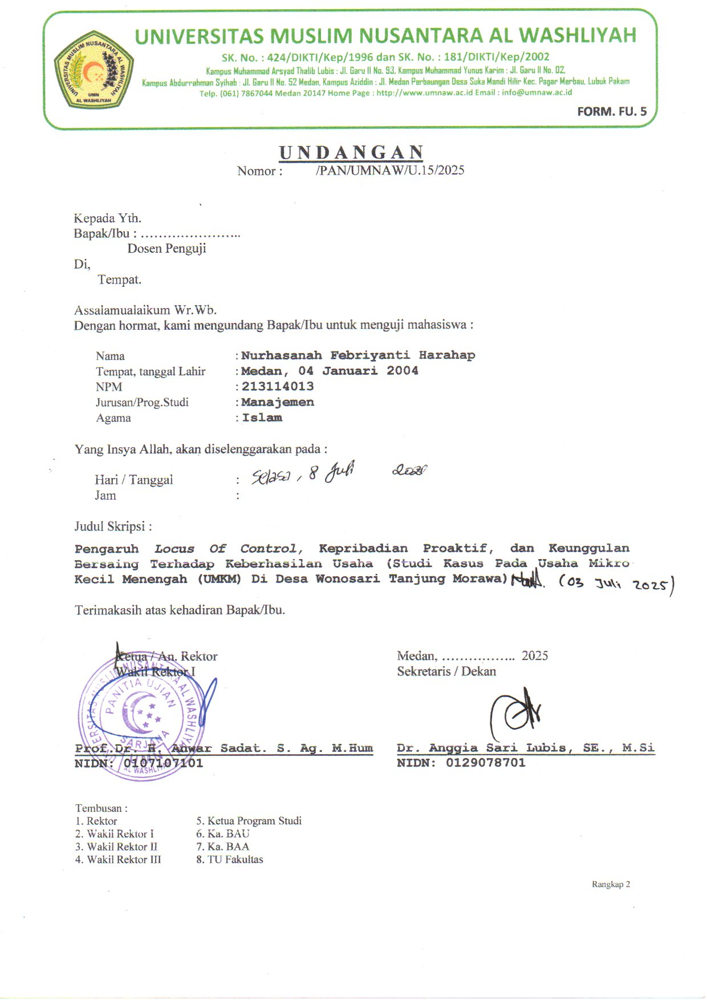 UNIVERSITAS MUSLIM NUSANTARA AL WASHLIYAH
SK. No. : 424/DIKTI/Kep/1996 dan SK. No. : 181/DIKTI/Kep/2002
Kampus Muhammad Arsyad Thalib Lubis : Jl. Garu II No. 93, Kampus Muhammad Yunus Karim : Jl. Garu II No. 02,
Kampus Abdurrahman Syihab : Jl. Garu II No. 52 Medan, Kampus Aziddin : Jl. Medan Perbaungan Desa Suka Mandi Hilir Kec. Pagar Merbau, Lubuk Pakam
Telp. (061) 7867044 Medan 20147 Home Page : http://www.umnaw.ac.id Email : info@umnaw.ac.id
UNIVERSITAS MUSLIM NUSANTARA AL WASHLIYAH
UMN
AL WASHLIYAH
FORM. FU. 5
UNDANGAN
Nomor : /PAN/UMNAW/U.15/2025
Kepada Yth.
Bapak/Ibu : ........................
Dosen Penguji
Di,
Tempat.
Assalamualaikum Wr.Wb.
Dengan hormat, kami mengundang Bapak/Ibu untuk menguji mahasiswa :
Nama : Nurhasanah Febriyanti Harahap
Tempat, tanggal Lahir : Medan, 04 Januari 2004
NPM : 213114013
Jurusan/Prog.Studi : Manajemen
Agama : Islam
Yang Insya Allah, akan diselenggarakan pada :
Hari / Tanggal : Selasa, 8 Juli
Jam :
Judul Skripsi :
Pengaruh Locus Of Control, Kepribadian Proaktif, dan Keunggulan
Bersaing Terhadap Keberhasilan Usaha (Studi Kasus Pada Usaha Mikro
Kecil Menengah (UMKM) Di Desa Wonosari Tanjung Morawa) (03 Juli 2025)
Terimakasih atas kehadiran Bapak/Ibu.
Ketua / An. Rektor
Wakil Rektor I
UNIVERSITAS MUSLIM NUSANTARA AL WASHLIYAH
PANITIA UJIAN
SARJANA
UMN
AL WASHLIYAH
Prof.Dr. H. Anwar Sadat. S. Ag. M.Hum
NIDN: 0107107101
Medan, ................. 2025
Sekretaris / Dekan
Dr. Anggia Sari Lubis, SE., M.Si
NIDN: 0129078701
Tembusan :
1. Rektor
2. Wakil Rektor I
3. Wakil Rektor II
4. Wakil Rektor III
5. Ketua Program Studi
6. Ka. BAU
7. Ka. BAA
8. TU Fakultas
Rangkap 2